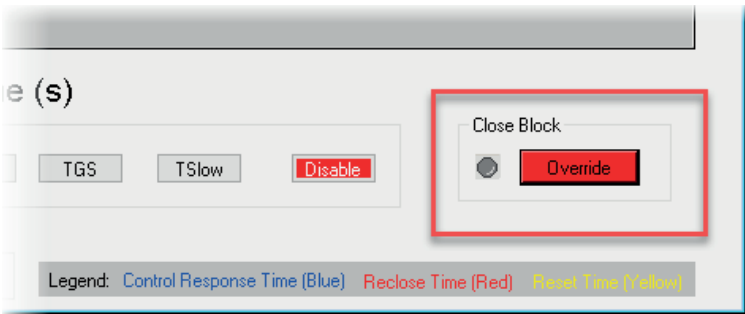 e (s)
Close Block
TGS TSlow Disable Override
Legend: Control Response Time (Blue) Reclose Time (Red) Reset Time (Yellow)